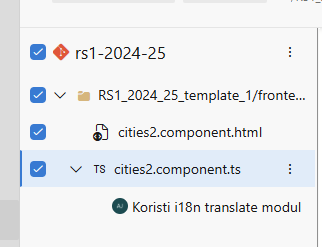 rs1-2024-25
RS1_2024_25_template_1/fronte...
cities2.component.html
TS cities2.component.ts
AJ Koristi i18n translate modul